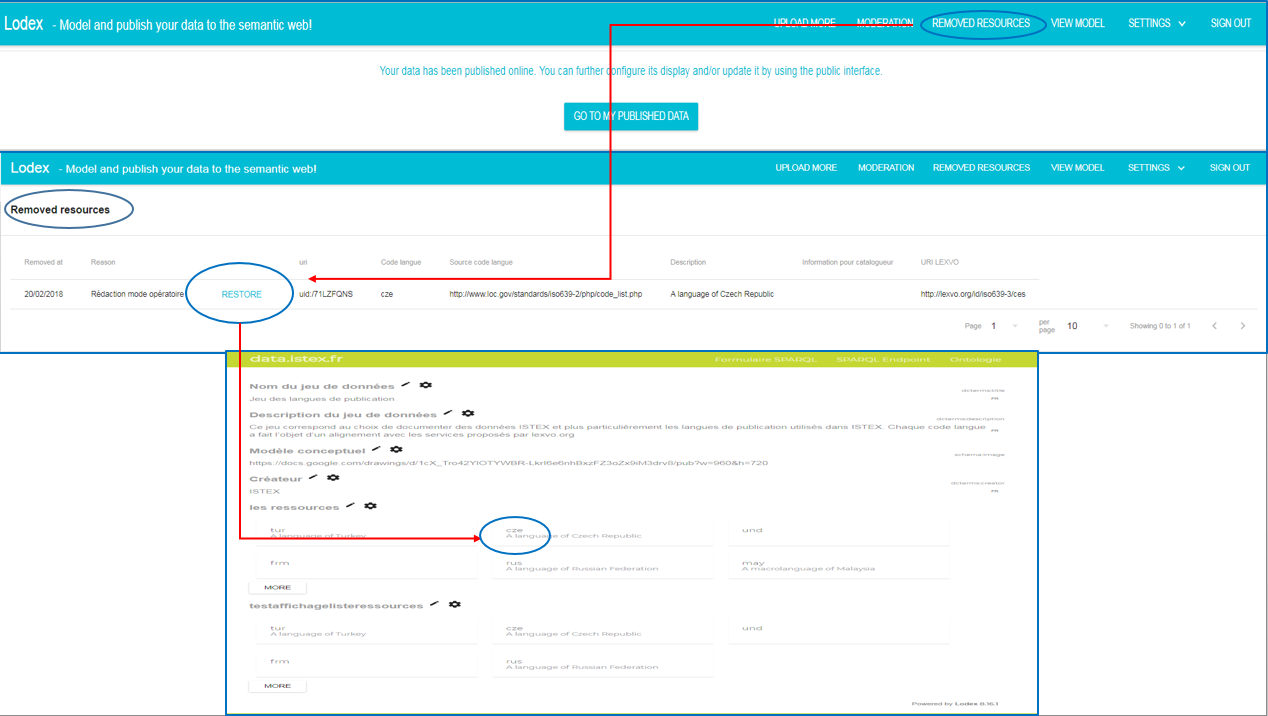 Lodex - Model and publish your data to the semantic web! UPLOAD MORE MODERATION REMOVED RESOURCES VIEW MODEL SETTINGS SIGN OUT
Your data has been published online. You can further configure its display and/or update it by using the public interface.
GO TO MY PUBLISHED DATA
Lodex - Model and publish your data to the semantic web! UPLOAD MORE MODERATION REMOVED RESOURCES VIEW MODEL SETTINGS SIGN OUT
Removed resources
Removed at Reason uri Code langue Source code langue Description Information pour catalogueur URI LEXVO
20/02/2018 Rédaction mode opératoire RESTORE uid:/71LZFQNS cze http://www.loc.gov/standards/iso639-2/php/code_list.php A language of Czech Republic http://lexvo.org/id/iso639-3/ces
Page 1 per page 10 Showing 0 to 1 of 1
data.istex.fr Formulaire SPARQL SPARQL Endpoint Ontologie
Nom du jeu de données dcterms:title
Jeu des langues de publication
Description du jeu de données dcterms:description
Ce jeu correspond au choix de documenter des données ISTEX et plus particulièrement les langues de publication utilisés dans ISTEX. Chaque code langue
a fait l'objet d'un alignement avec les services proposés par lexvo.org
Modèle conceptuel schema:image
Créateur dcterms:creator
ISTEX
les ressources
tur cze und
A language of Turkey A language of Czech Republic
frm rus may
A language of Russian Federation A macrolanguage of Malaysia
MORE
testaffichagelisteressources
tur cze und
A language of Turkey A language of Czech Republic
frm rus
A language of Russian Federation
MORE
Powered by Lodex 8.16.1